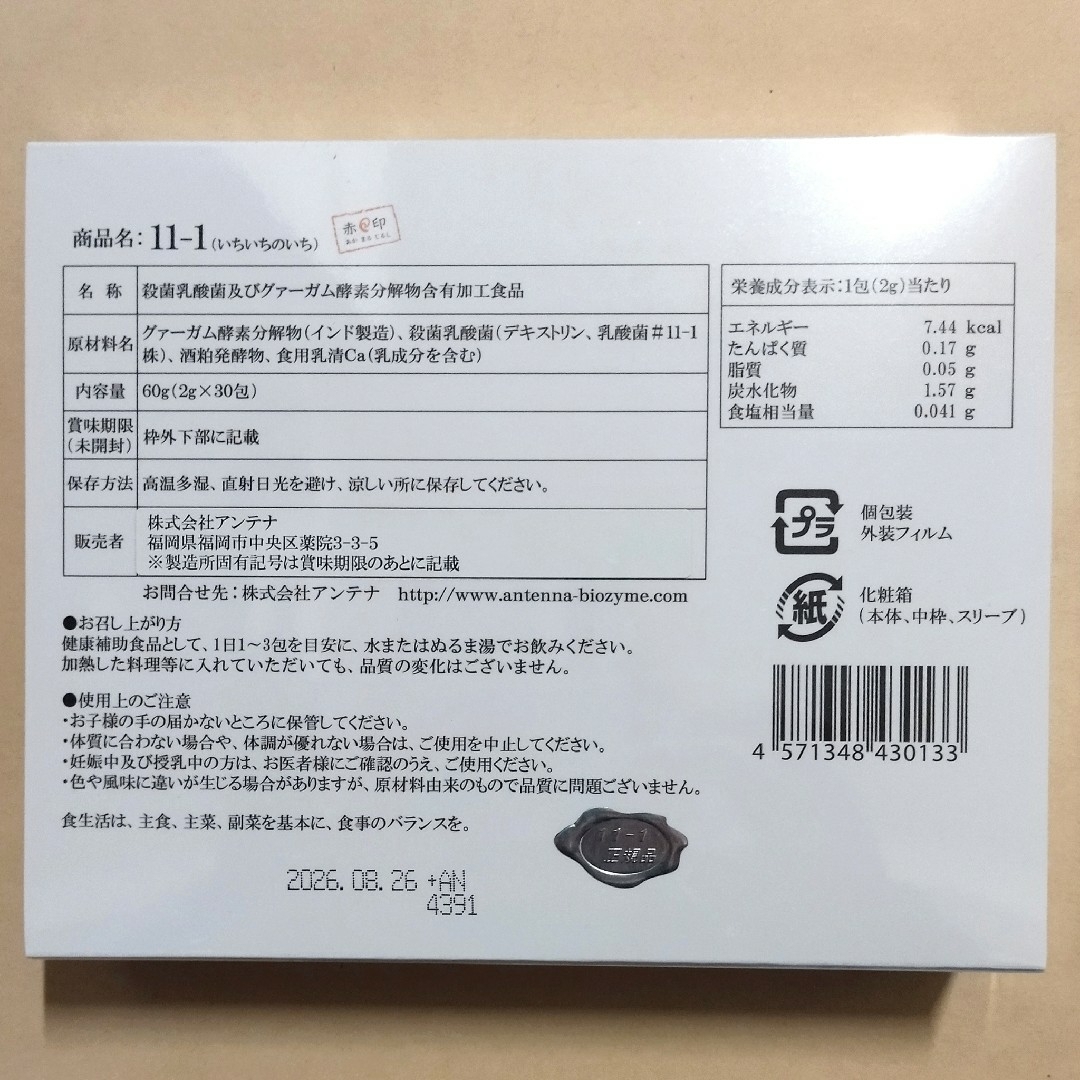 商品名：11-1（いちいちのいち）
赤@印
名 称 殺菌乳酸菌及びグァーガム酵素分解物含有加工食品
原材料名 グァーガム酵素分解物（インド製造）、殺菌乳酸菌（デキストリン、乳酸菌＃11-1
株）、酒粕発酵物、食用乳清Ca（乳成分を含む）
内容量 60g（2g×30包）
賞味期限
（未開封） 枠外下部に記載
保存方法 高温多湿、直射日光を避け、涼しい所に保存してください。
販売者 株式会社アンテナ
福岡県福岡市中央区薬院3-3-5
※製造所固有記号は賞味期限のあとに記載
お問合せ先：株式会社アンテナ http://www.antenna-biozyme.com
●お召し上がり方
健康補助食品として、1日1～3包を目安に、水またはぬるま湯でお飲みください。
加熱した料理等に入れていただいても、品質の変化はございません。
●使用上のご注意
・お子様の手の届かないところに保管してください。
・体質に合わない場合や、体調が優れない場合は、ご使用を中止してください。
・妊娠中及び授乳中の方は、お医者様にご確認のうえ、ご使用ください。
・色や風味に違いが生じる場合がありますが、原材料由来のもので品質に問題ございません。
食生活は、主食、主菜、副菜を基本に、食事のバランスを。
2026.08.26 +AN
4391
11-1
正規品
栄養成分表示：1包（2g）当たり
エネルギー 7.44 kcal
たんぱく質 0.17 g
脂質 0.05 g
炭水化物 1.57 g
食塩相当量 0.041 g
プラ
個包装
外装フィルム
紙
化粧箱
（本体、中枠、スリーブ）
4 571348 430133